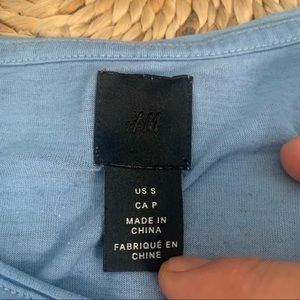 H&M
US S
CA P
MADE IN
CHINA
FABRIQUÉ EN
CHINE